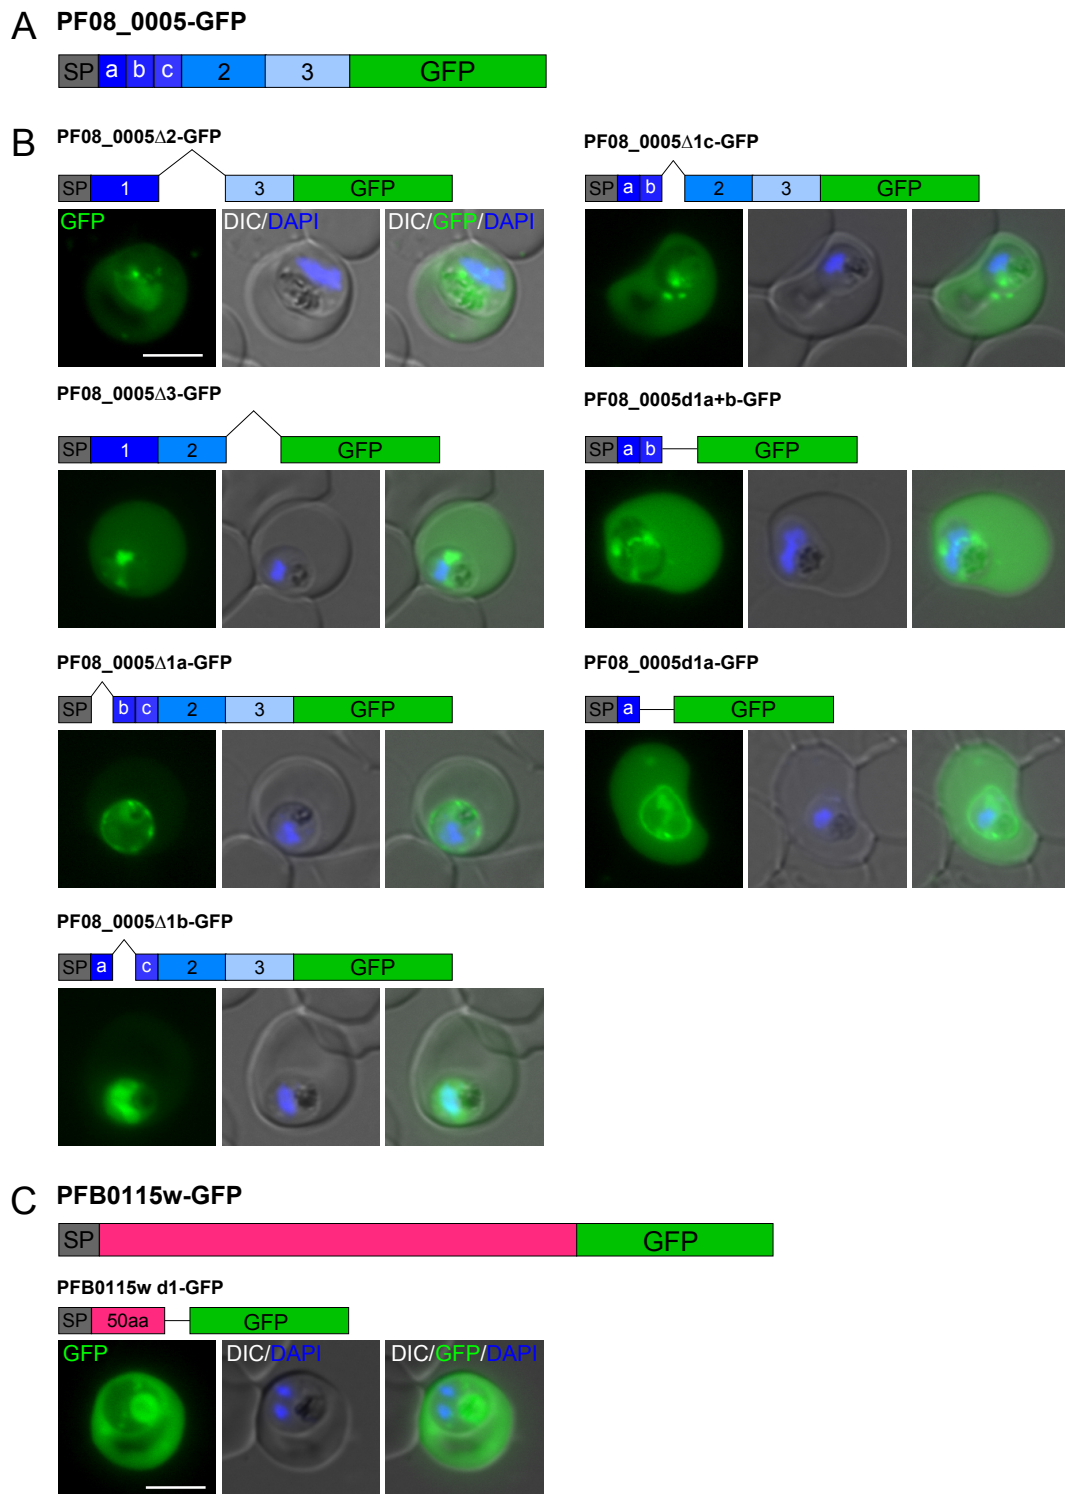 A PF08_0005-GFP
SP a b c 2 3 GFP
B PF08_0005Δ2-GFP
SP 1 3 GFP
GFP DIC/DAPI DIC/GFP/DAPI
PF08_0005Δ3-GFP
SP 1 2 GFP
PF08_0005Δ1a-GFP
SP b c 2 3 GFP
PF08_0005Δ1b-GFP
SP a c 2 3 GFP
PF08_0005Δ1c-GFP
SP a b 2 3 GFP
PF08_0005d1a+b-GFP
SP a b GFP
PF08_0005d1a-GFP
SP a GFP
C PFB0115w-GFP
SP GFP
PFB0115w d1-GFP
SP 50aa GFP
GFP DIC/DAPI DIC/GFP/DAPI